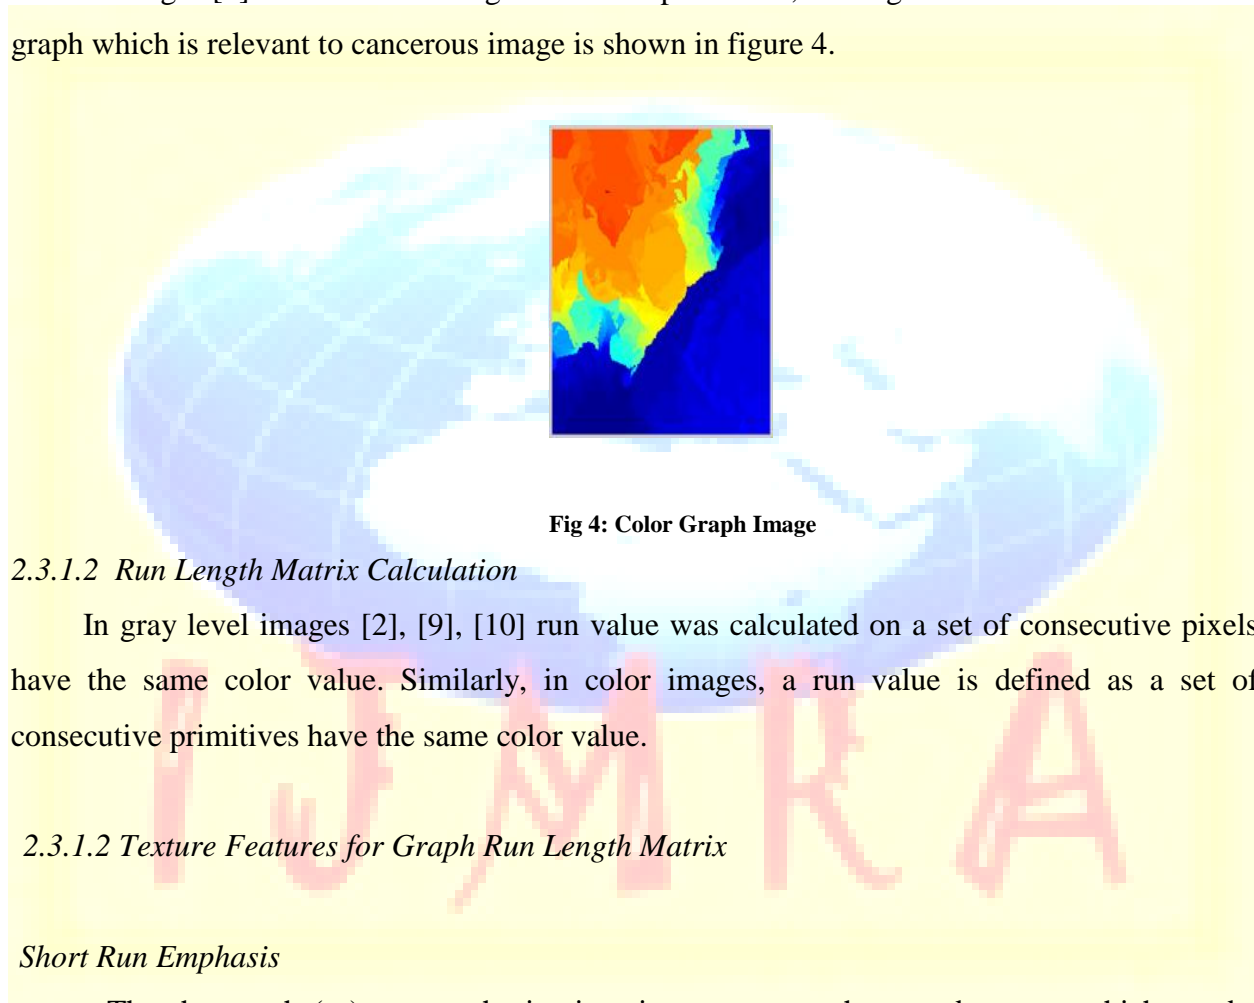 graph which is relevant to cancerous image is shown in figure 4.
Fig 4: Color Graph Image
2.3.1.2 Run Length Matrix Calculation
In gray level images [2], [9], [10] run value was calculated on a set of consecutive pixels
have the same color value. Similarly, in color images, a run value is defined as a set of
consecutive primitives have the same color value.
2.3.1.2 Texture Features for Graph Run Length Matrix
Short Run Emphasis
IJMRA